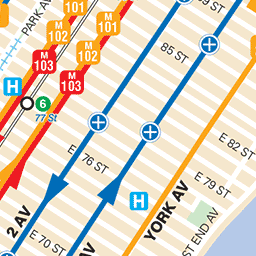 PARK AV
M
101
M
101
M
102
M
102
M
103
M
103
85 ST
H
6
77 St
E 76 ST
E 82 ST
E 79 ST
H
2 AV
YORK AV
E 70 ST
ST END AV